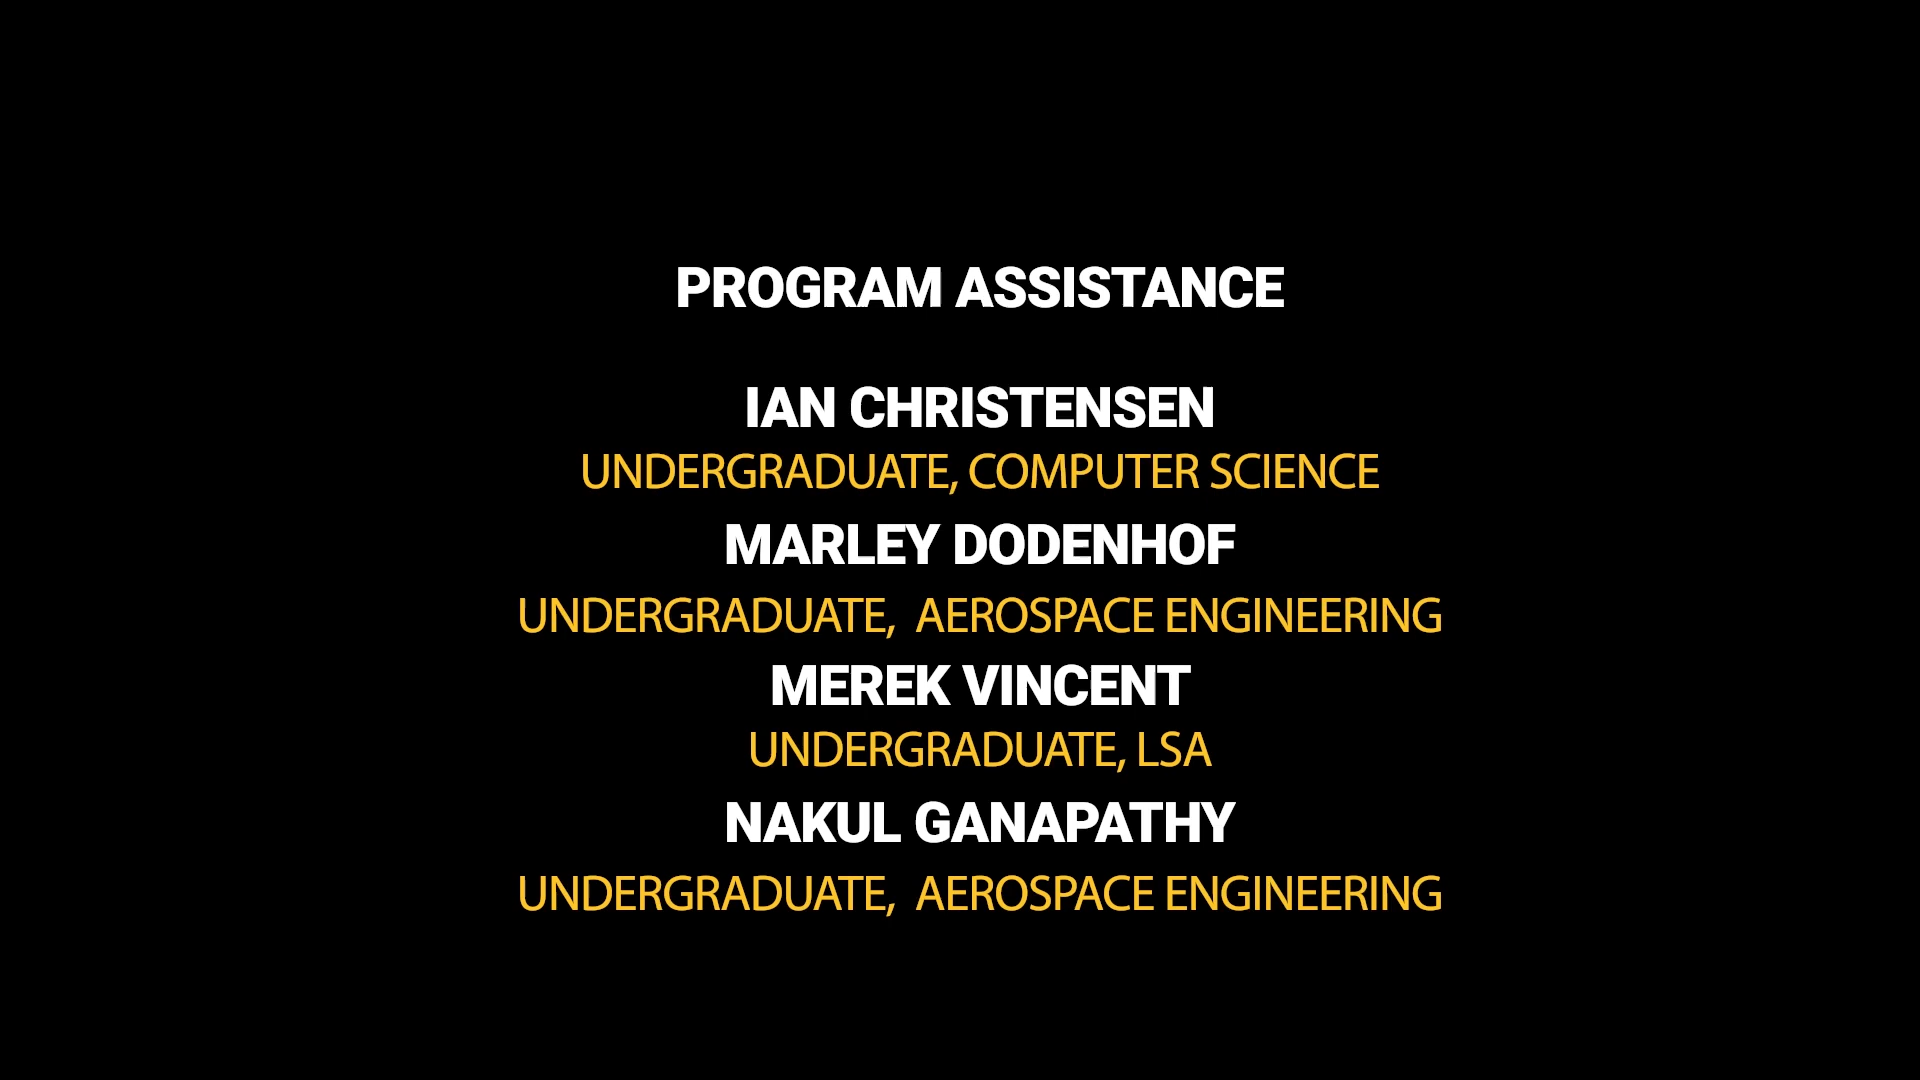 PROGRAM ASSISTANCE
IAN CHRISTENSEN
UNDERGRADUATE, COMPUTER SCIENCE
MARLEY DODENHOF
UNDERGRADUATE,  AEROSPACE ENGINEERING
MEREK VINCENT
UNDERGRADUATE, LSA
NAKUL GANAPATHY
UNDERGRADUATE,  AEROSPACE ENGINEERING